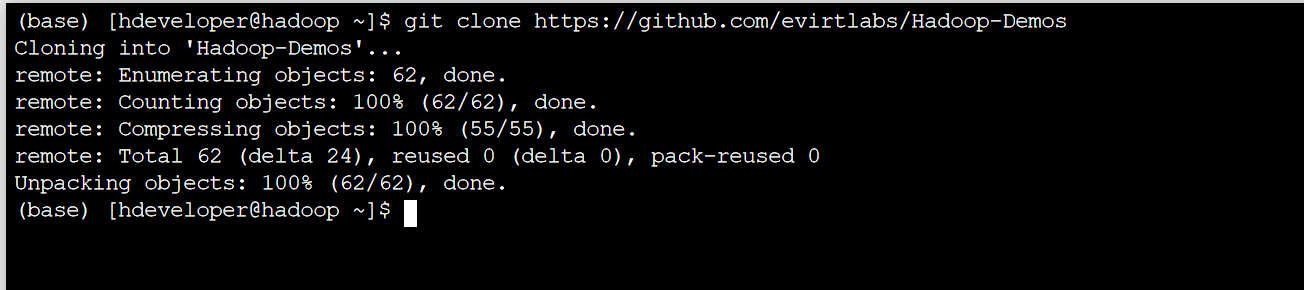 (base) [hdeveloper@hadoop ~]$ git clone https://github.com/evirtlabs/Hadoop-Demos
Cloning into 'Hadoop-Demos'...
remote: Enumerating objects: 62, done.
remote: Counting objects: 100% (62/62), done.
remote: Compressing objects: 100% (55/55), done.
remote: Total 62 (delta 24), reused 0 (delta 0), pack-reused 0
Unpacking objects: 100% (62/62), done.
(base) [hdeveloper@hadoop ~]$